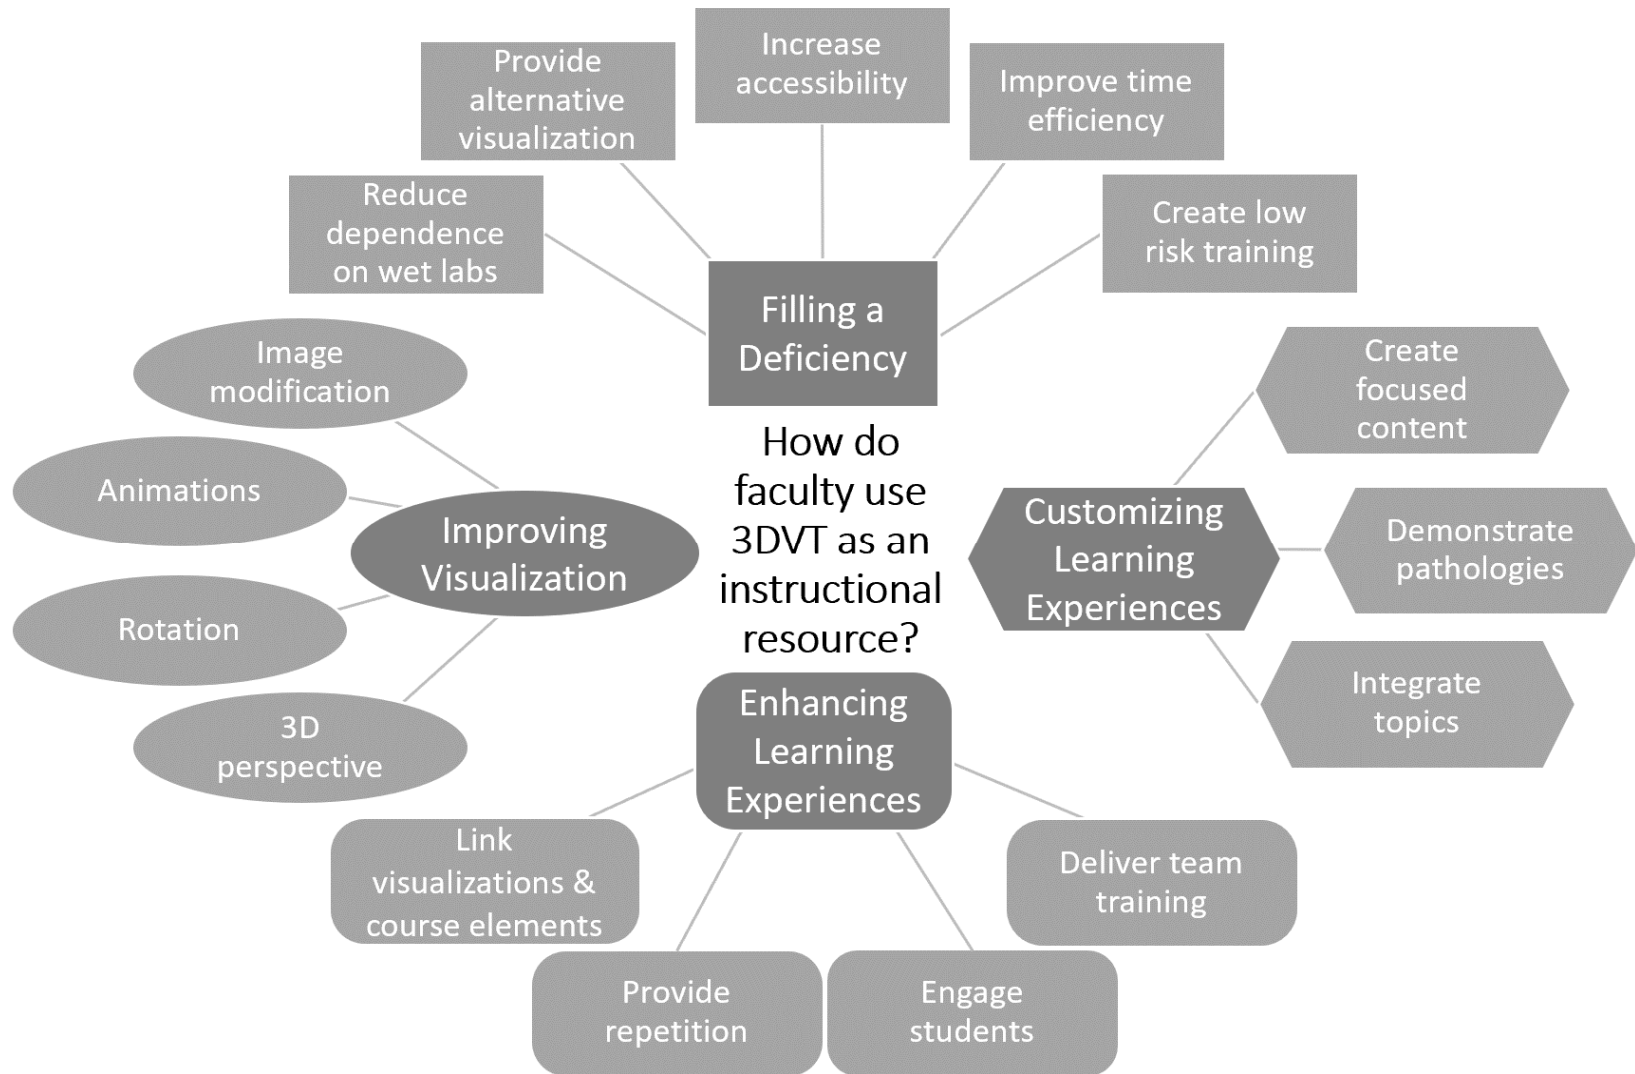 Increase
accessibility
Provide
alternative
visualization
Improve time
efficiency
Reduce
dependence
on wet labs
Create low
risk training
Filling a
Deficiency
Image
modification
Animations
Rotation
3D
perspective
Improving
Visualization
How do
faculty use
3DVT as an
instructional
resource?
Customizing
Learning
Experiences
Create
focused
content
Demonstrate
pathologies
Integrate
topics
Enhancing
Learning
Experiences
Link
visualizations &
course elements
Provide
repetition
Engage
students
Deliver team
training